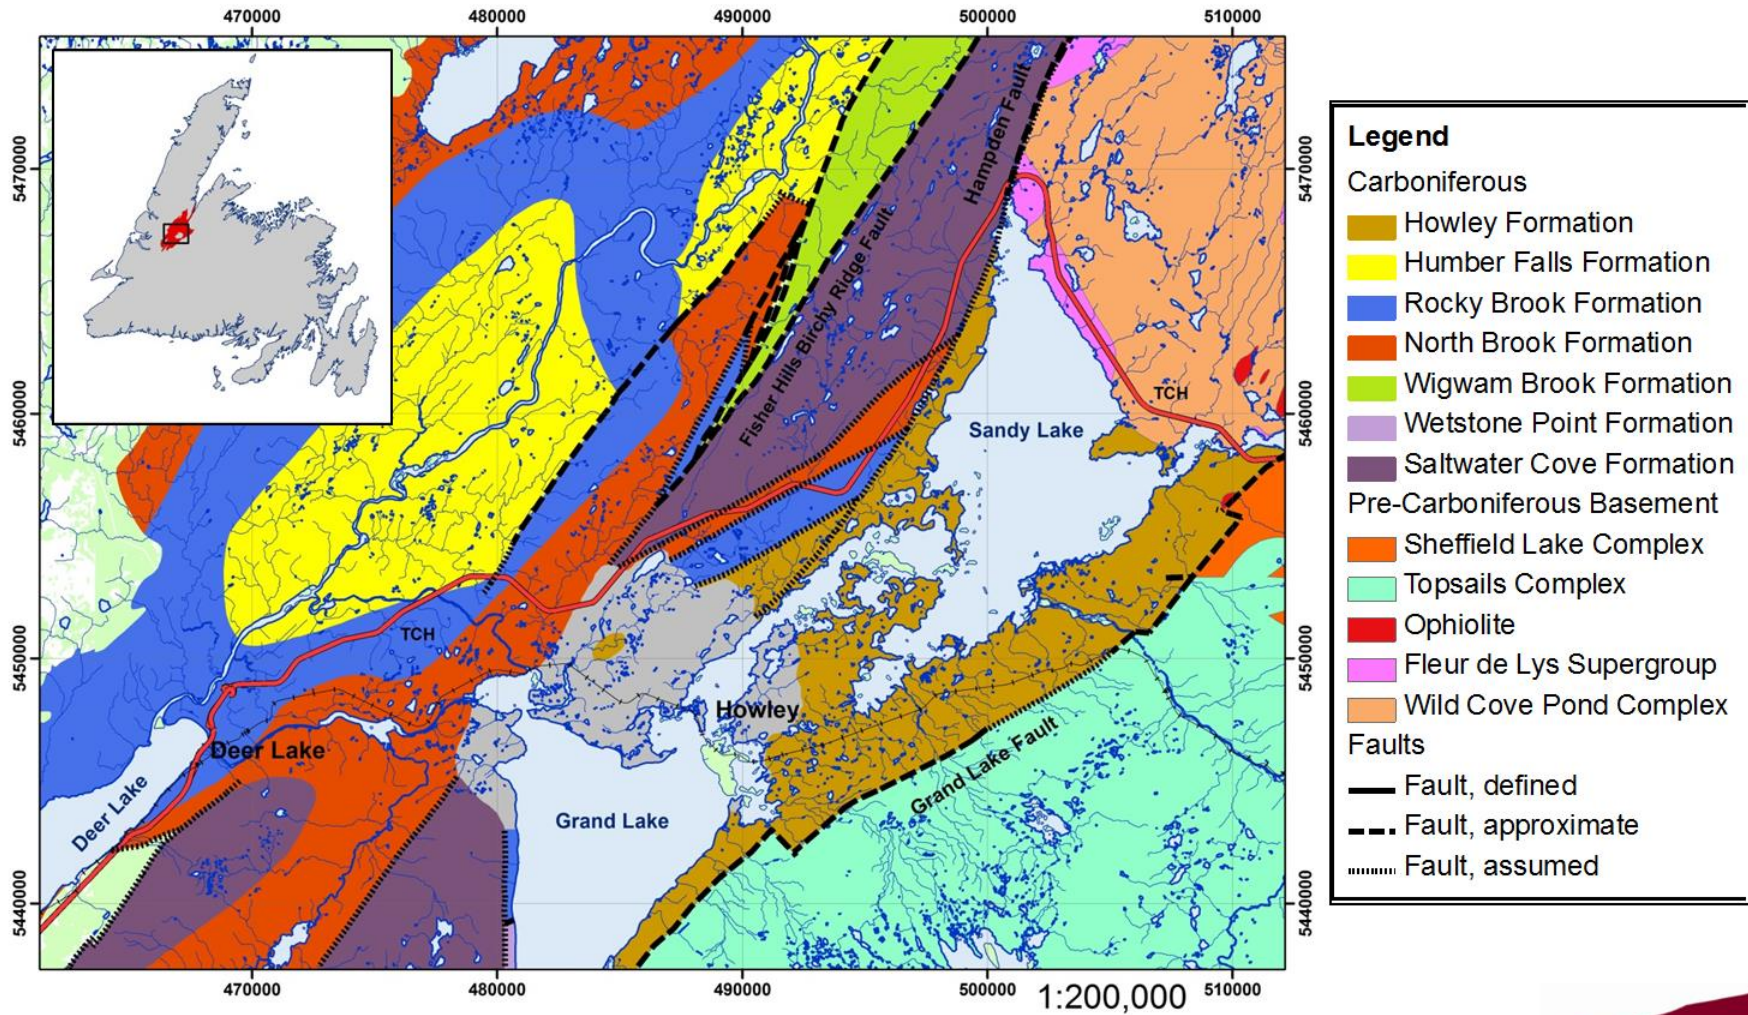 470000
480000
490000
500000
510000
5470000
5460000
5450000
5440000
Hampden Fault
Fisher Hills Birchy Ridge Fault
Sandy Lake
TCH
TCH
Howley
Deer Lake
Deer Lake
Grand Lake
Grand Lake Fault
5470000
5460000
5450000
5440000
470000
480000
490000
500000
510000
1:200,000
Legend
Carboniferous
Howley Formation
Humber Falls Formation
Rocky Brook Formation
North Brook Formation
Wigwam Brook Formation
Wetstone Point Formation
Saltwater Cove Formation
Pre-Carboniferous Basement
Sheffield Lake Complex
Topsails Complex
Ophiolite
Fleur de Lys Supergroup
Wild Cove Pond Complex
Faults
Fault, defined
Fault, approximate
Fault, assumed